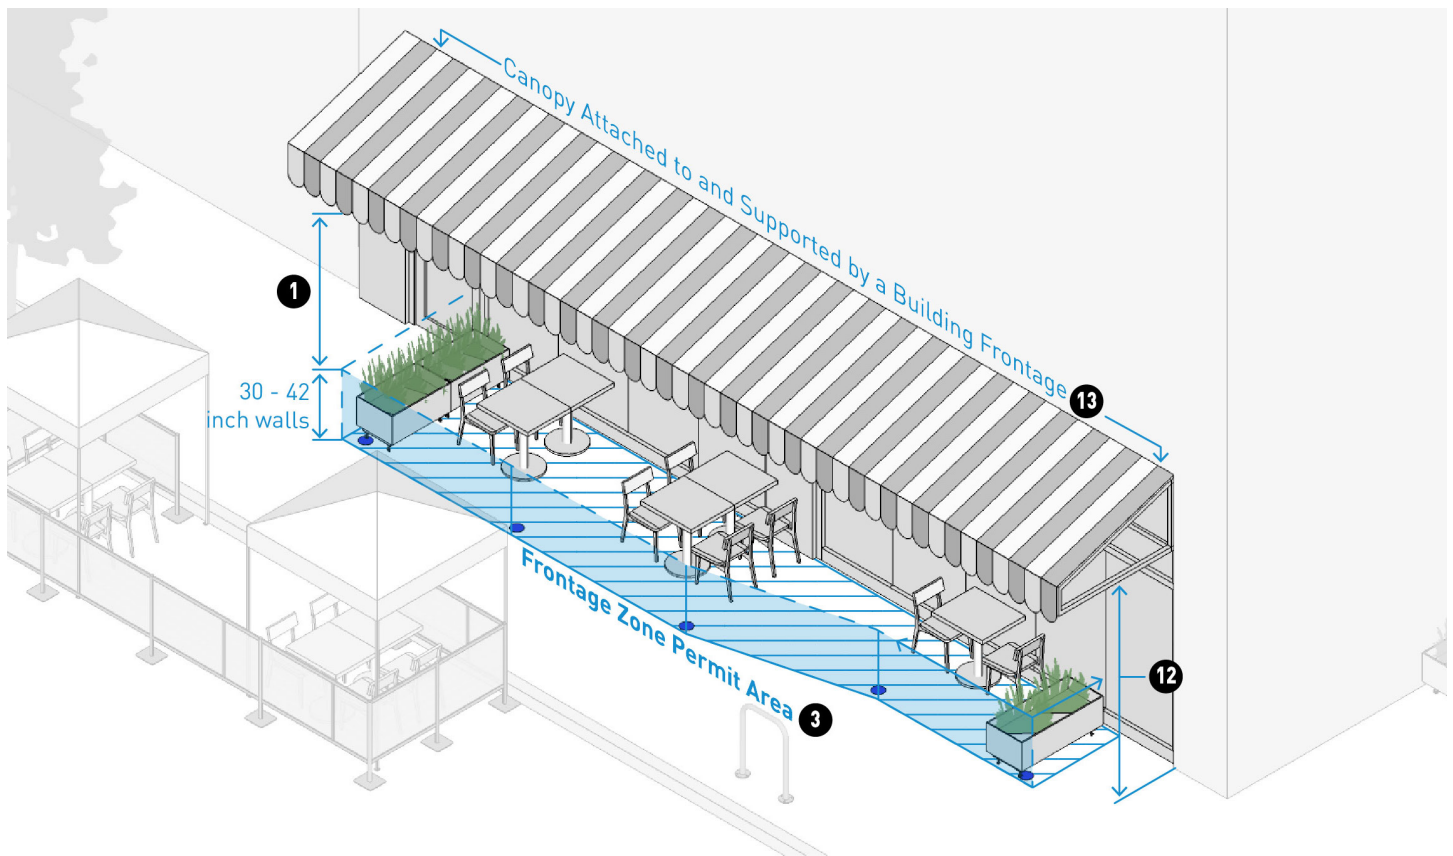 Canopy Attached to and Supported by a Building Frontage 13
1
30 - 42
inch walls
12
Frontage Zone Permit Area 3